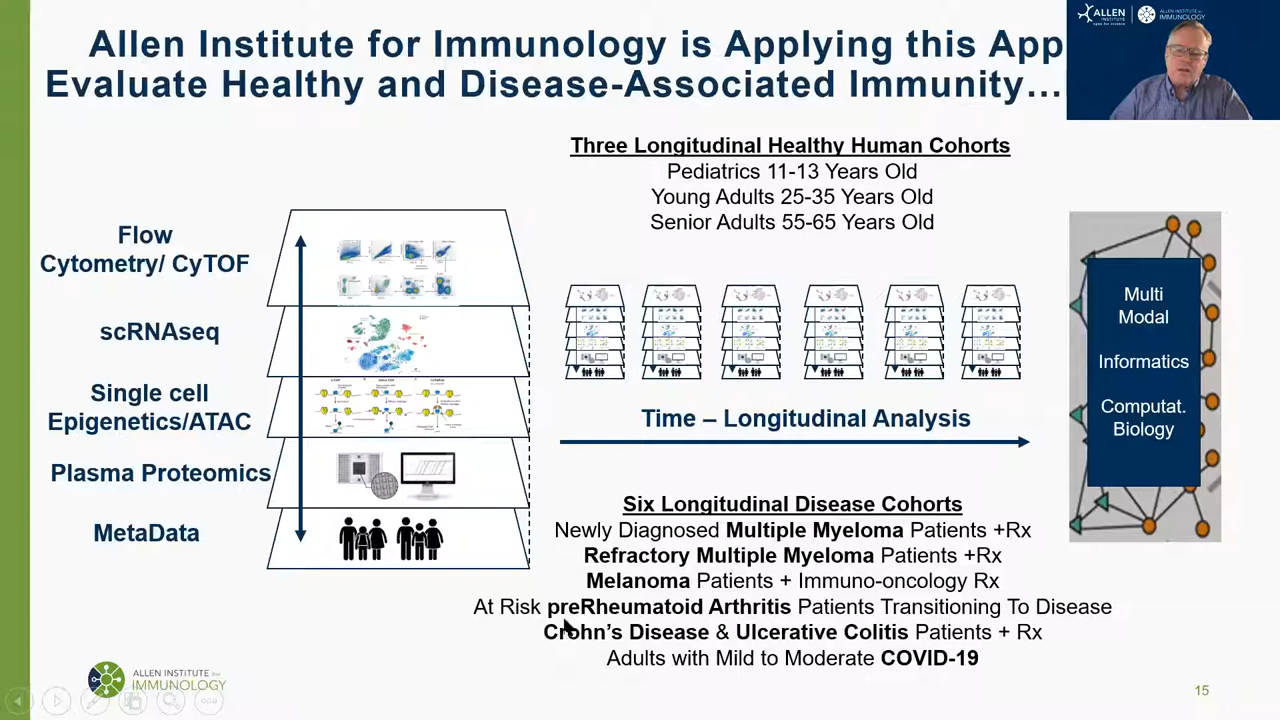 Allen Institute for Immunology is Applying this App
Evaluate Healthy and Disease-Associated Immunity…
ALLEN
INSTITUTE
ALLEN INSTITUTE for
IMMUNOLOGY
Three Longitudinal Healthy Human Cohorts
Pediatrics 11-13 Years Old
Young Adults 25-35 Years Old
Senior Adults 55-65 Years Old
Flow
Cytometry/ CyTOF
scRNAseq
Single cell
Epigenetics/ATAC
Plasma Proteomics
MetaData
Time – Longitudinal Analysis
Multi
Modal
Informatics
Computat.
Biology
Six Longitudinal Disease Cohorts
Newly Diagnosed Multiple Myeloma Patients +Rx
Refractory Multiple Myeloma Patients +Rx
Melanoma Patients + Immuno-oncology Rx
At Risk preRheumatoid Arthritis Patients Transitioning To Disease
Crohn's Disease & Ulcerative Colitis Patients + Rx
Adults with Mild to Moderate COVID-19
ALLEN INSTITUTE for
IMMUNOLOGY
15